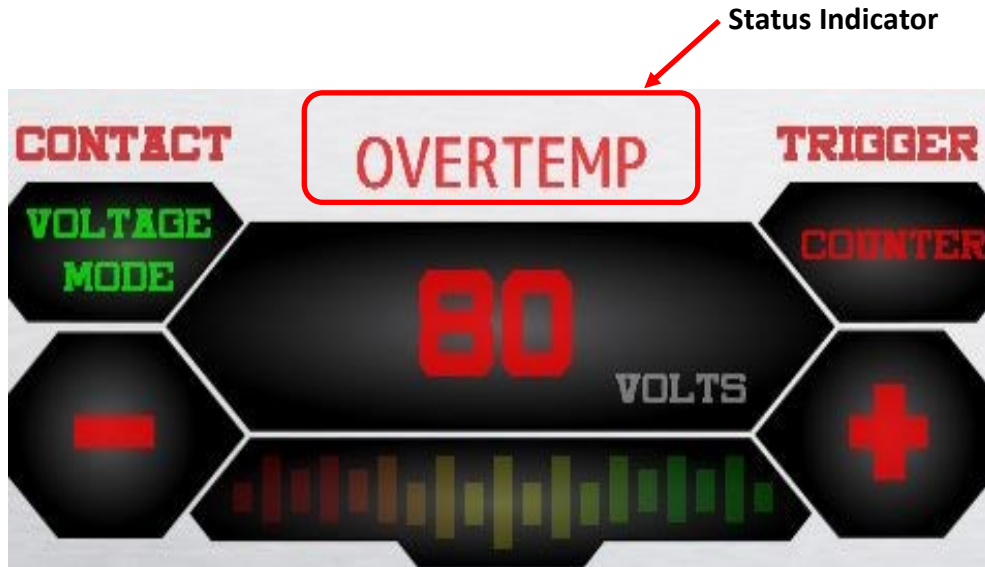 Status Indicator
CONTACT
OVERTEMP
TRIGGER
VOLTAGE
MODE
COUNTER
80
VOLTS